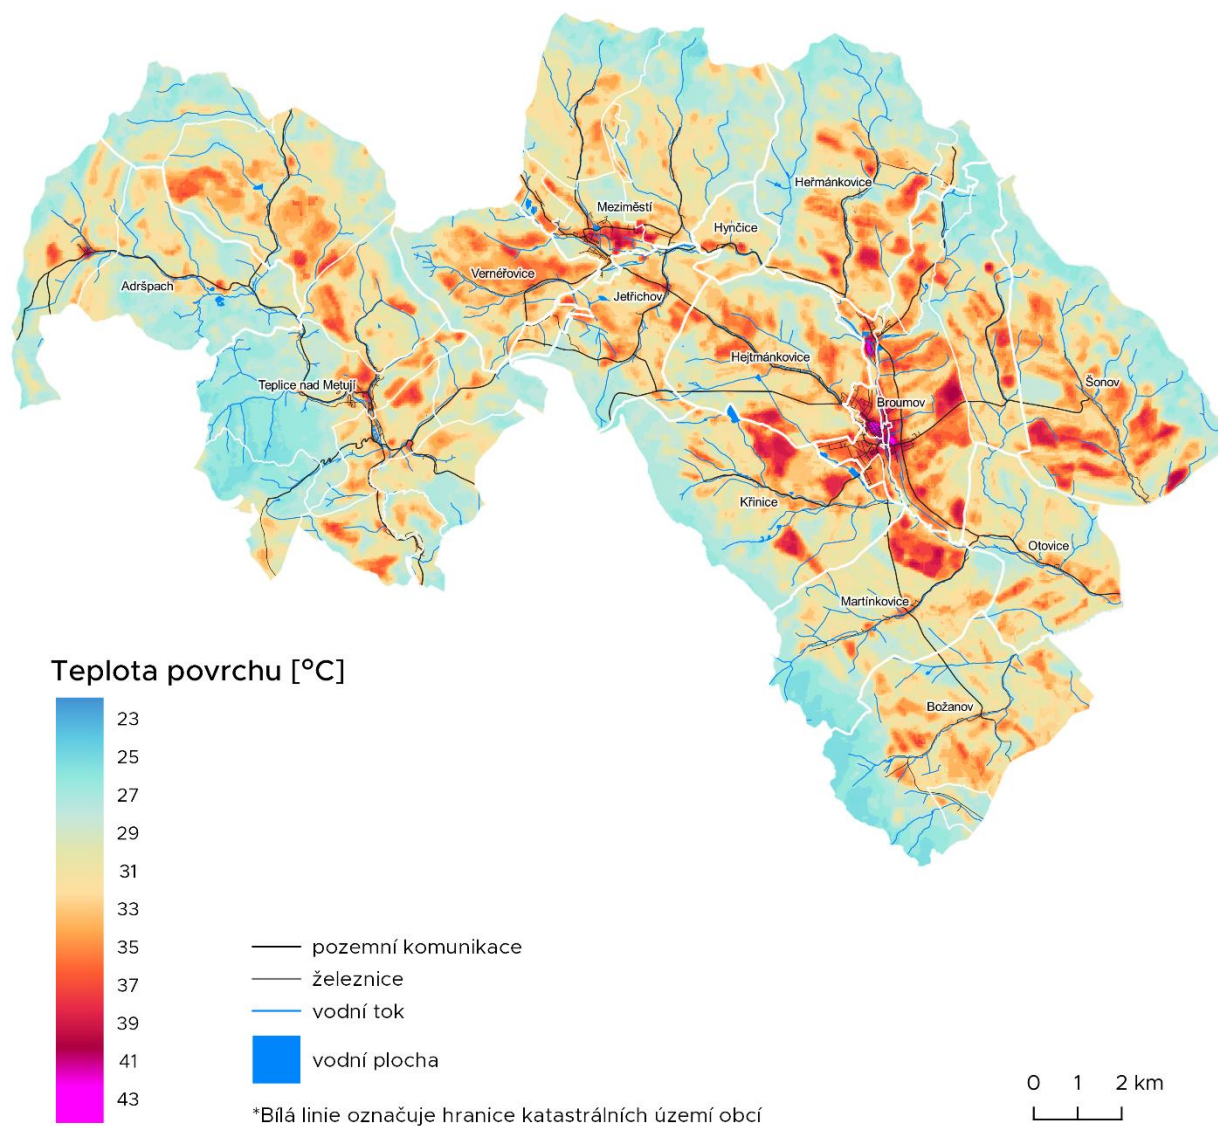 Meziměstí
Heřmánkovice
Hynčice
Vernéřovice
Adršpach
Jetřichov
Hejtmánkovice
Teplice nad Metují
Šonov
Broumov
Křinice
Otovice
Martínkovice
Božanov
Teplota povrchu [°C]
23
25
27
29
31
33
35
37
39
41
43
pozemní komunikace
železnice
vodní tok
vodní plocha
0 1 2 km
*Bílá linie označuje hranice katastrálních území obcí